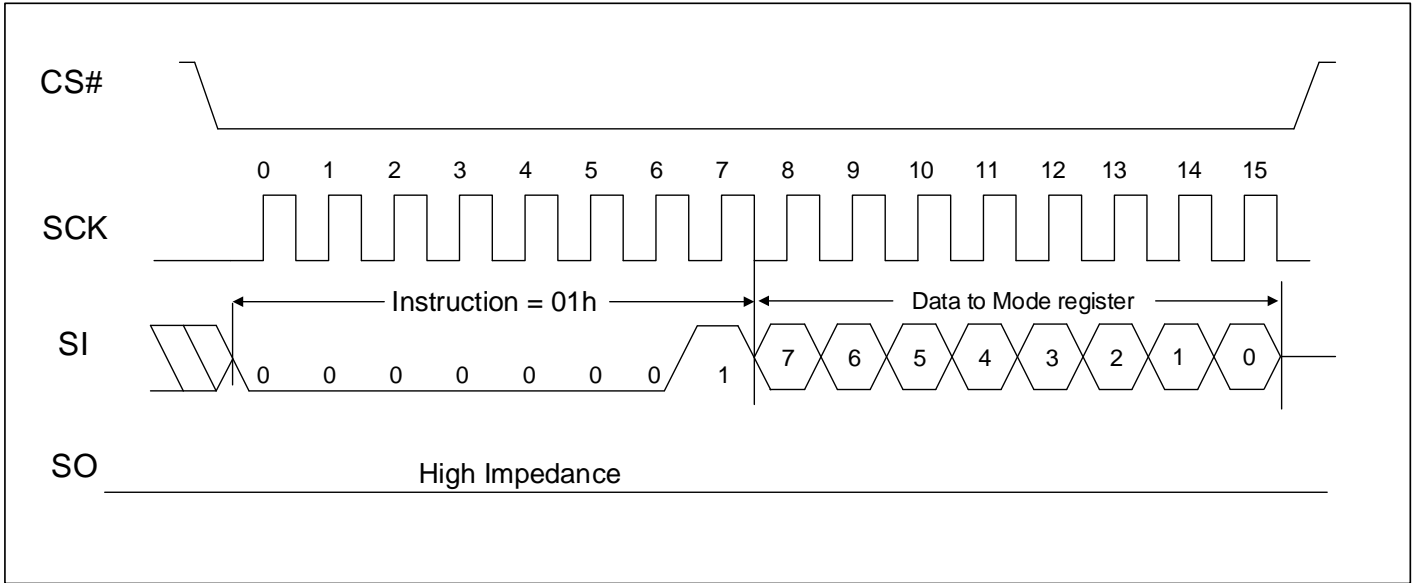 CS#
0 1 2 3 4 5 6 7 8 9 10 11 12 13 14 15
SCK
Instruction = 01h Data to Mode register
SI
0 0 0 0 0 0 0 1 7 6 5 4 3 2 1 0
SO
High Impedance